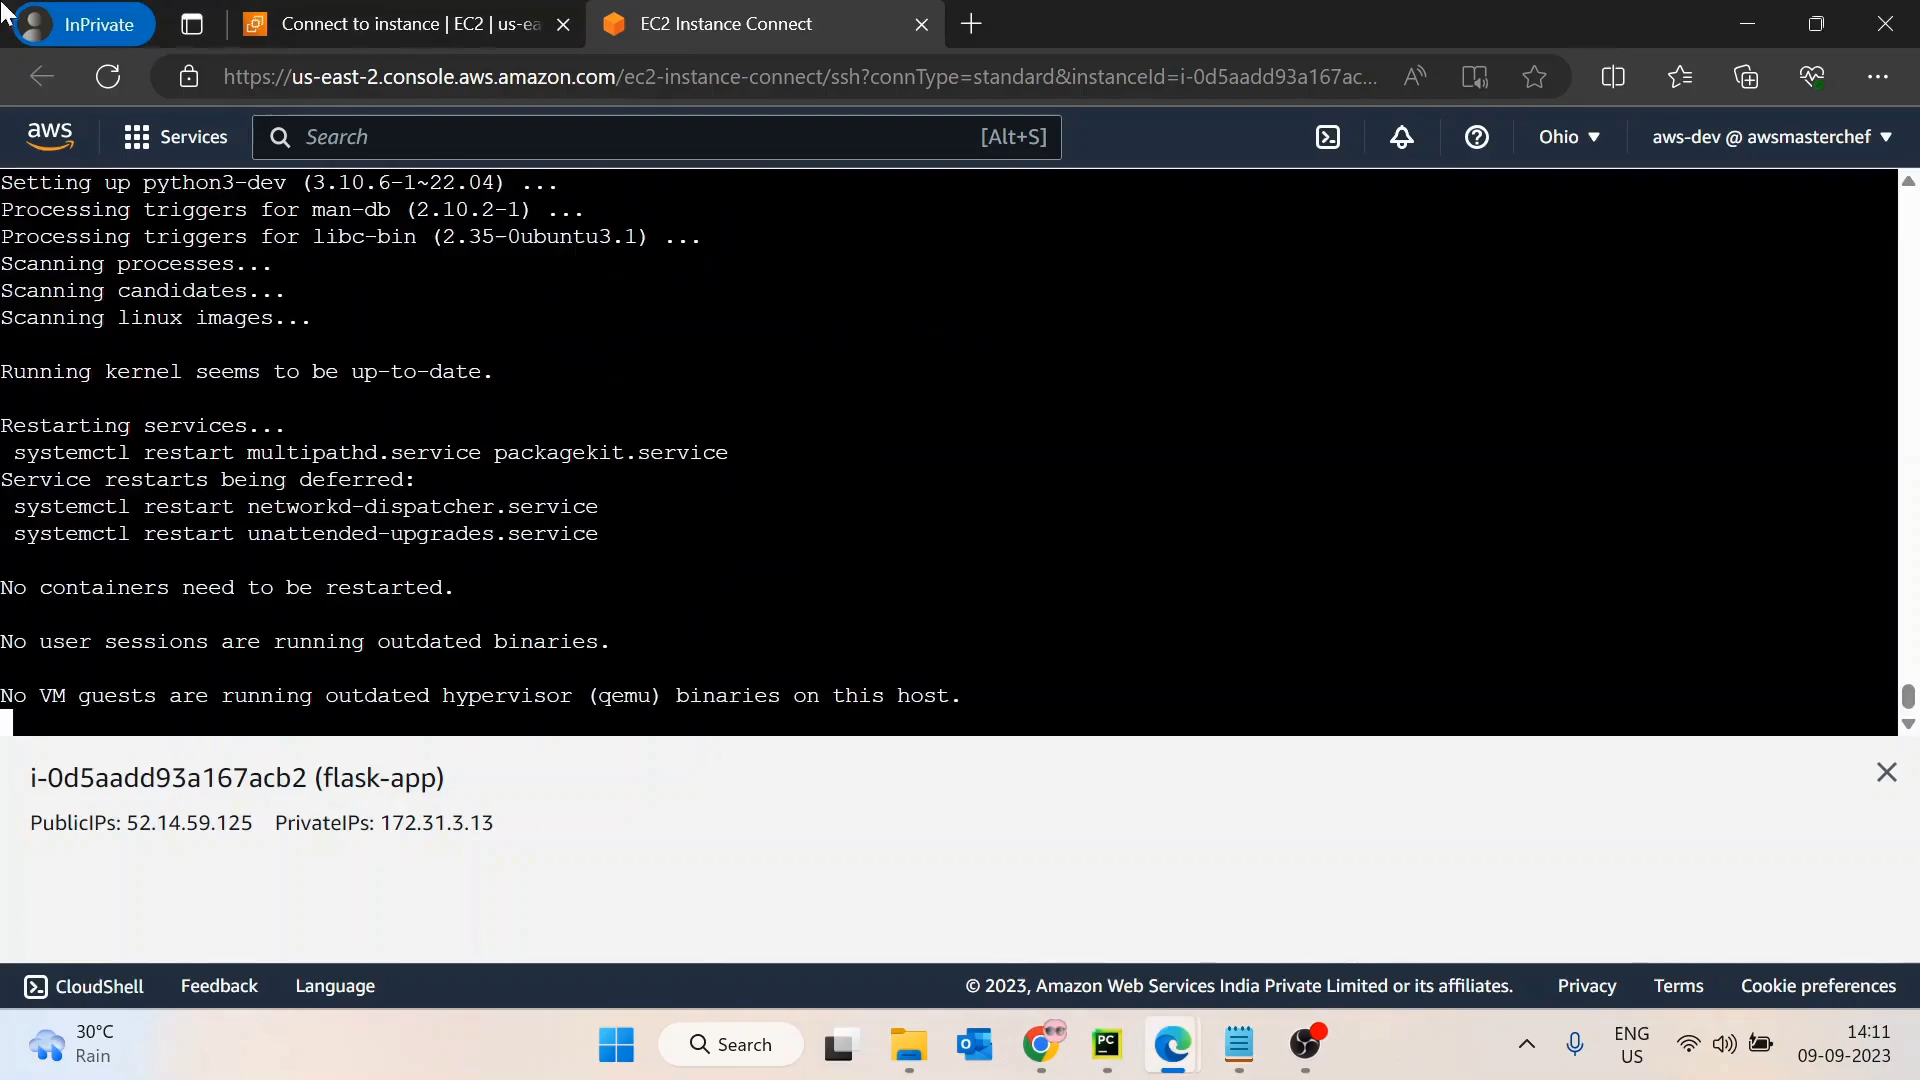 InPrivate
Connect to instance | EC2 | us-ea
EC2 Instance Connect
https://us-east-2.console.aws.amazon.com/ec2-instance-connect/ssh?connType=standard&instanceId=i-0d5aadd93a167ac...
aws
Services
Search
[Alt+S]
Ohio
aws-dev @ awsmasterchef
Setting up python3-dev (3.10.6-1~22.04) ...
Processing triggers for man-db (2.10.2-1) ...
Processing triggers for libc-bin (2.35-0ubuntu3.1) ...
Scanning processes...
Scanning candidates...
Scanning linux images...
Running kernel seems to be up-to-date.
Restarting services...
systemctl restart multipathd.service packagekit.service
Service restarts being deferred:
systemctl restart networkd-dispatcher.service
systemctl restart unattended-upgrades.service
No containers need to be restarted.
No user sessions are running outdated binaries.
No VM guests are running outdated hypervisor (qemu) binaries on this host.
i-0d5aadd93a167acb2 (flask-app)
PublicIPs: 52.14.59.125 PrivateIPs: 172.31.3.13
CloudShell
Feedback
Language
© 2023, Amazon Web Services India Private Limited or its affiliates.
Privacy
Terms
Cookie preferences
30°C
Rain
Search
PC
ENG
US
14:11
09-09-2023